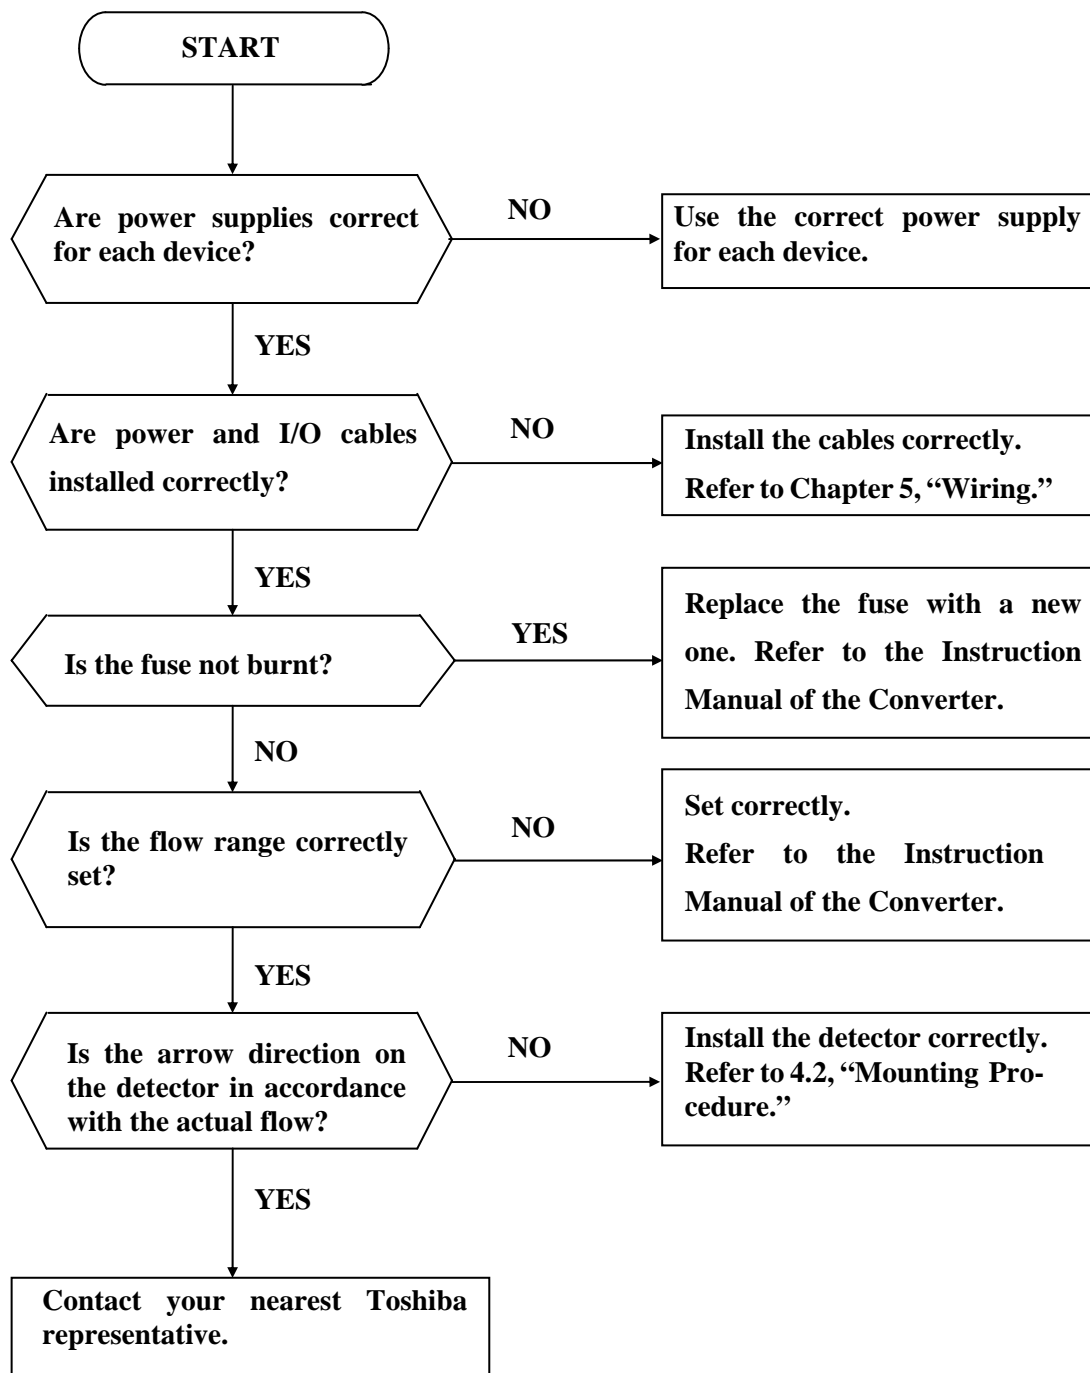 START
Are power supplies correct
for each device?
NO
Use the correct power supply
for each device.
YES
Are power and I/O cables
installed correctly?
NO
Install the cables correctly.
Refer to Chapter 5, “Wiring.”
YES
Is the fuse not burnt?
YES
Replace the fuse with a new
one. Refer to the Instruction
Manual of the Converter.
NO
Is the flow range correctly
set?
NO
Set correctly.
Refer to the Instruction
Manual of the Converter.
YES
Is the arrow direction on
the detector in accordance
with the actual flow?
NO
Install the detector correctly.
Refer to 4.2, “Mounting Pro-
cedure.”
YES
Contact your nearest Toshiba
representative.